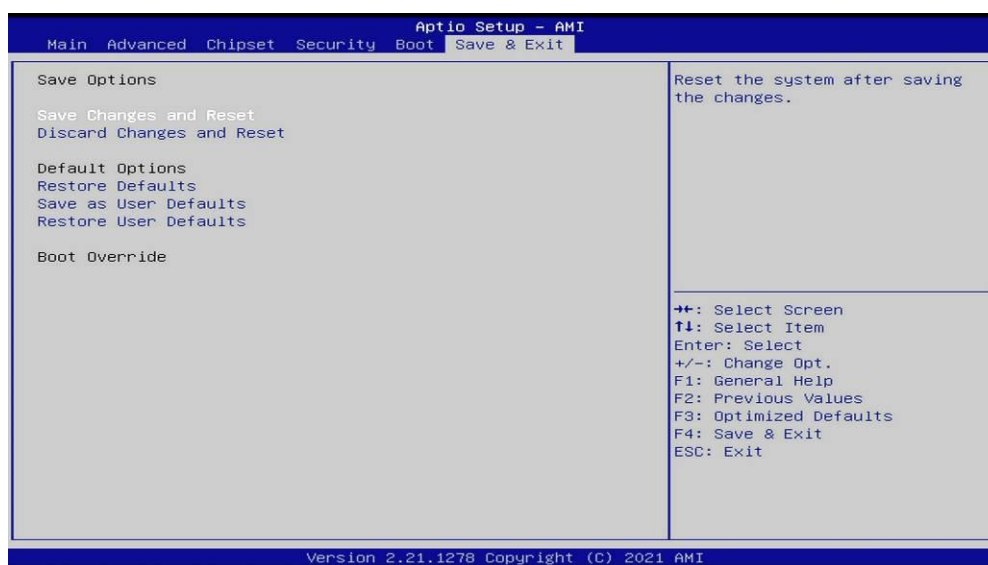 Aptio Setup – AMI
Main Advanced Chipset Security Boot Save & Exit
Save Options
Save Changes and Reset
Discard Changes and Reset
Default Options
Restore Defaults
Save as User Defaults
Restore User Defaults
Boot Override
Reset the system after saving
the changes.
→←: Select Screen
↑↓: Select Item
Enter: Select
+/-: Change Opt.
F1: General Help
F2: Previous Values
F3: Optimized Defaults
F4: Save & Exit
ESC: Exit
Version 2.21.1278 Copyright (C) 2021 AMI